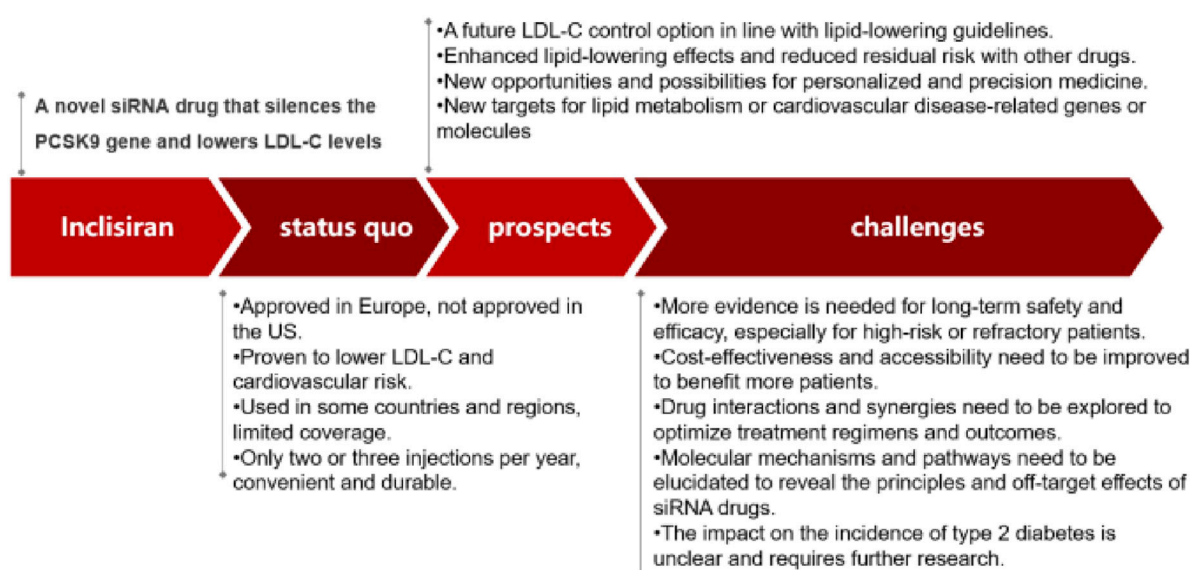 •A future LDL-C control option in line with lipid-lowering guidelines.
•Enhanced lipid-lowering effects and reduced residual risk with other drugs.
•New opportunities and possibilities for personalized and precision medicine.
•New targets for lipid metabolism or cardiovascular disease-related genes or
molecules
A novel siRNA drug that silences the
PCSK9 gene and lowers LDL-C levels
Inclisiran
status quo
prospects
challenges
•Approved in Europe, not approved in
the US.
•Proven to lower LDL-C and
cardiovascular risk.
•Used in some countries and regions,
limited coverage.
•Only two or three injections per year,
convenient and durable.
•More evidence is needed for long-term safety and
efficacy, especially for high-risk or refractory patients.
•Cost-effectiveness and accessibility need to be improved
to benefit more patients.
•Drug interactions and synergies need to be explored to
optimize treatment regimens and outcomes.
•Molecular mechanisms and pathways need to be
elucidated to reveal the principles and off-target effects of
siRNA drugs.
•The impact on the incidence of type 2 diabetes is
unclear and requires further research.